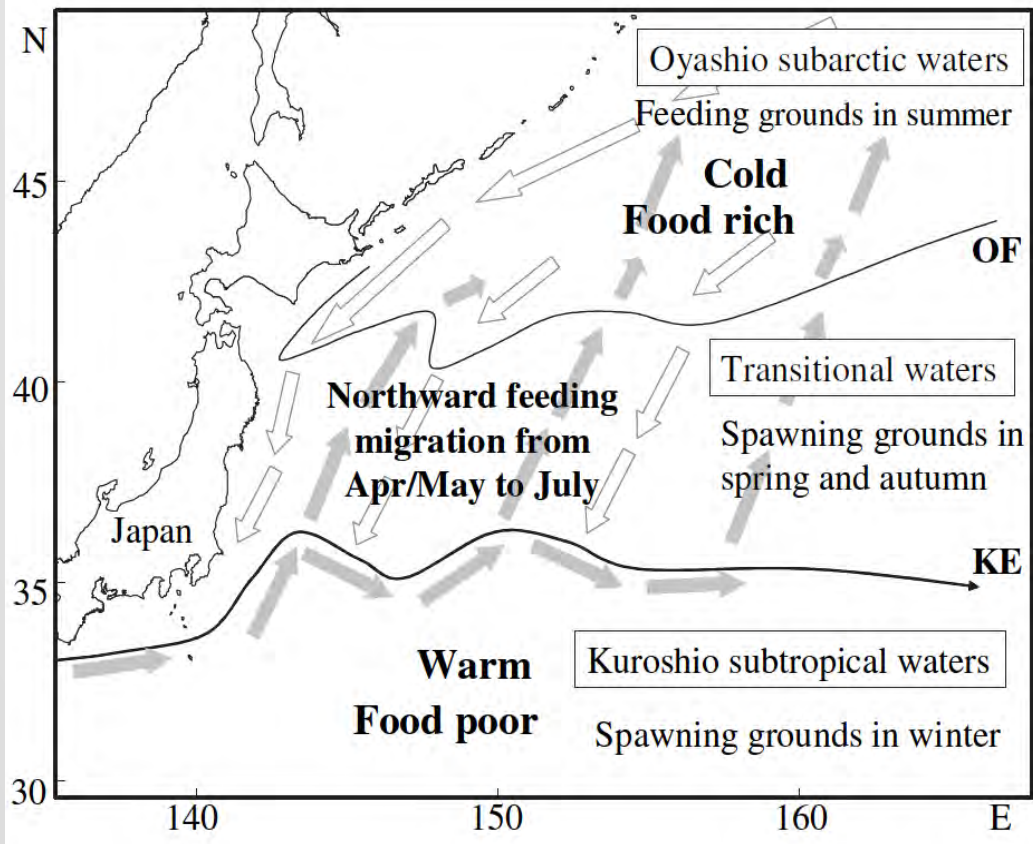 N
Oyashio subarctic waters
Feeding grounds in summer
45
Cold
Food rich
OF
40
Transitional waters
Northward feeding
migration from
Apr/May to July
Spawning grounds in
spring and autumn
Japan
KE
35
Kuroshio subtropical waters
Warm
Food poor
Spawning grounds in winter
30
140
150
160
E